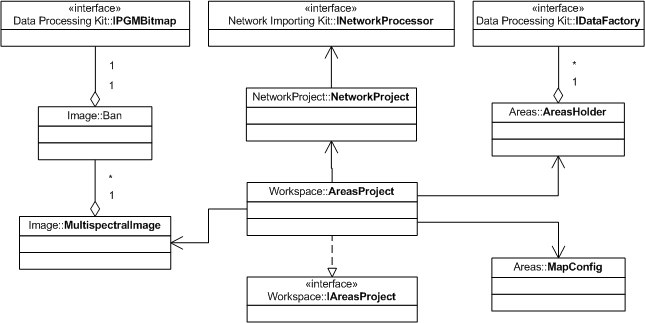 «interface»
Data Processing Kit::IPGMBitmap
«interface»
Network Importing Kit::INetworkProcessor
«interface»
Data Processing Kit::IDataFactory
1
1
*
1
Image::Ban
NetworkProject::NetworkProject
Areas::AreasHolder
*
1
Workspace::AreasProject
Image::MultispectralImage
Areas::MapConfig
«interface»
Workspace::IAreasProject